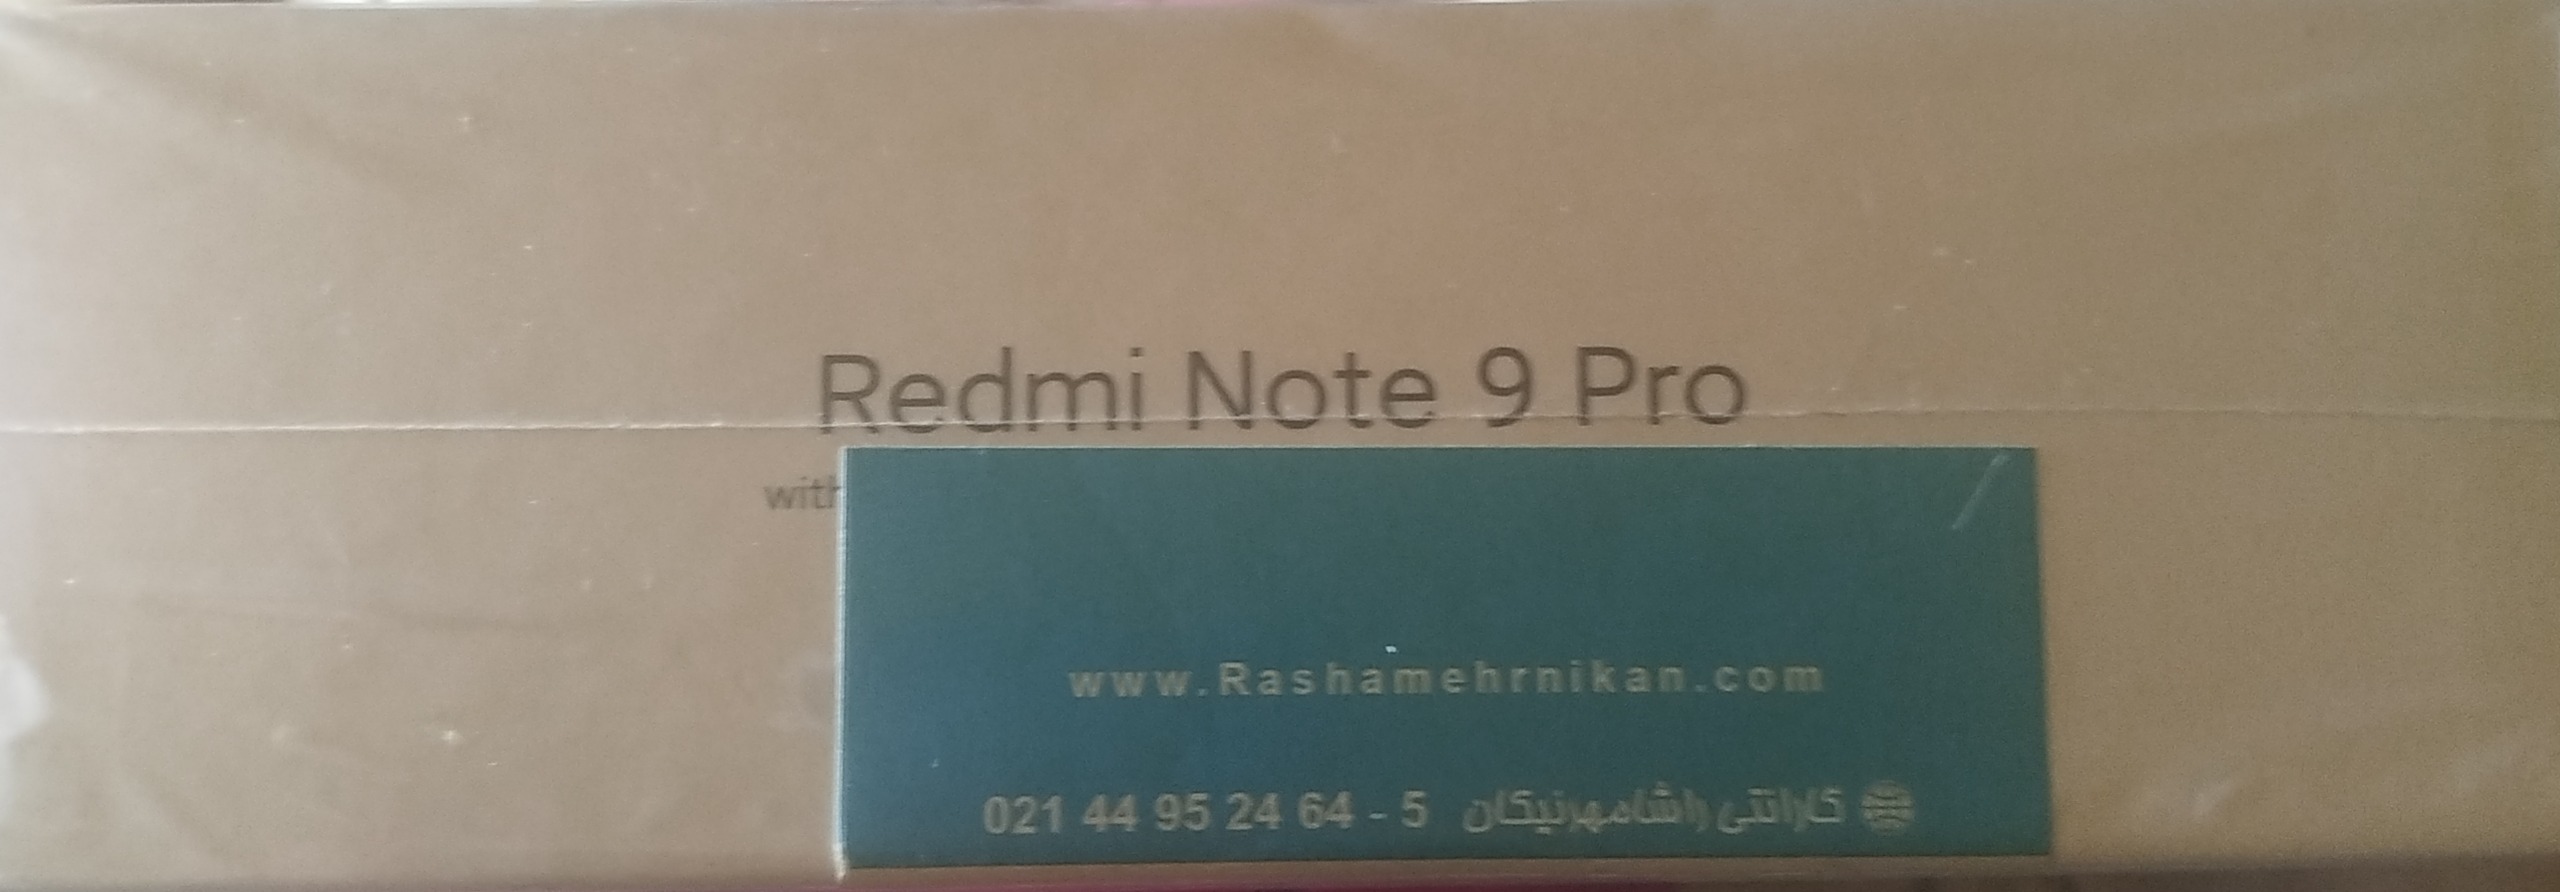 Redmi Note 9 Pro
with
www.Rashamehrnikan.com
گارانتی راشامهرنیکان 021 44 95 24 64 - 5